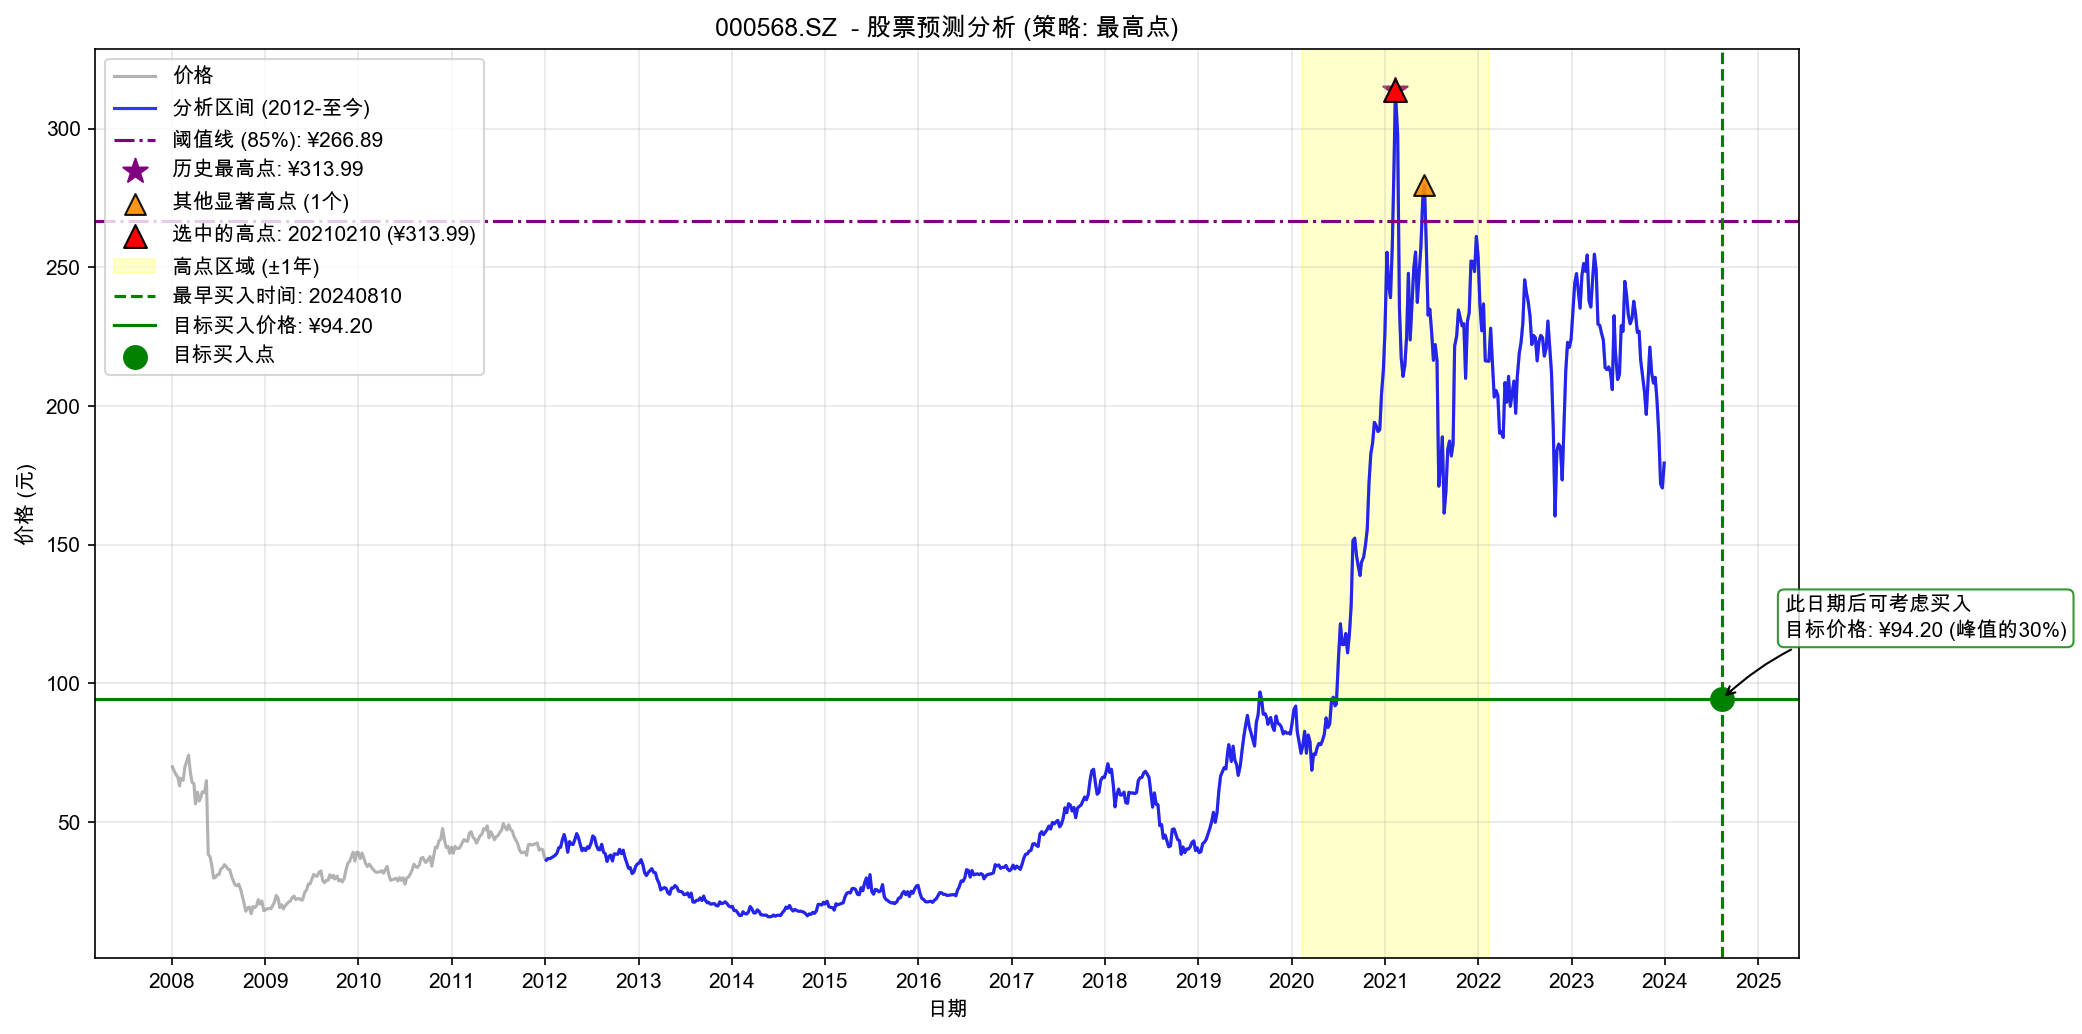 000568.SZ - 股票预测分析 (策略: 最高点)
价格
分析区间 (2012-至今)
阈值线 (85%): ¥266.89
历史最高点: ¥313.99
其他显著高点 (1个)
选中的高点: 20210210 (¥313.99)
高点区域 (±1年)
最早买入时间: 20240810
目标买入价格: ¥94.20
目标买入点
300
250
200
150
100
50
价格 (元)
此日期后可考虑买入
目标价格: ¥94.20 (峰值的30%)
2008 2009 2010 2011 2012 2013 2014 2015 2016 2017 2018 2019 2020 2021 2022 2023 2024 2025
日期